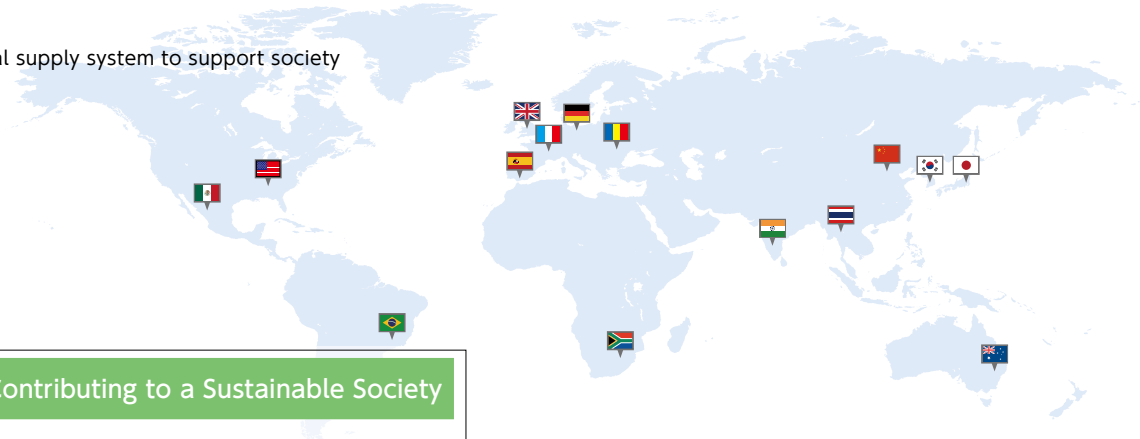 al supply system to support society
Contributing to a Sustainable Society